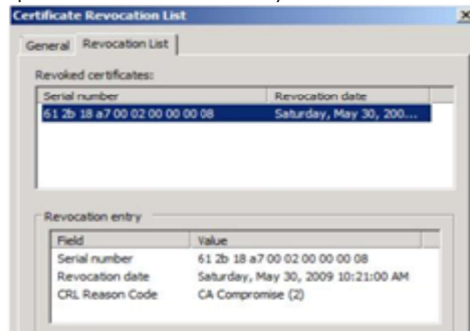 Certificate Revocation List
General Revocation List
Revoked certificates:
Serial number Revocation date
61 2b 18 a7 00 02 00 00 00 08 Saturday, May 30, 200...
Revocation entry
Field Value
Serial number 61 2b 18 a7 00 02 00 00 00 08
Revocation date Saturday, May 30, 2009 10:21:00 AM
CRL Reason Code CA Compromise (2)